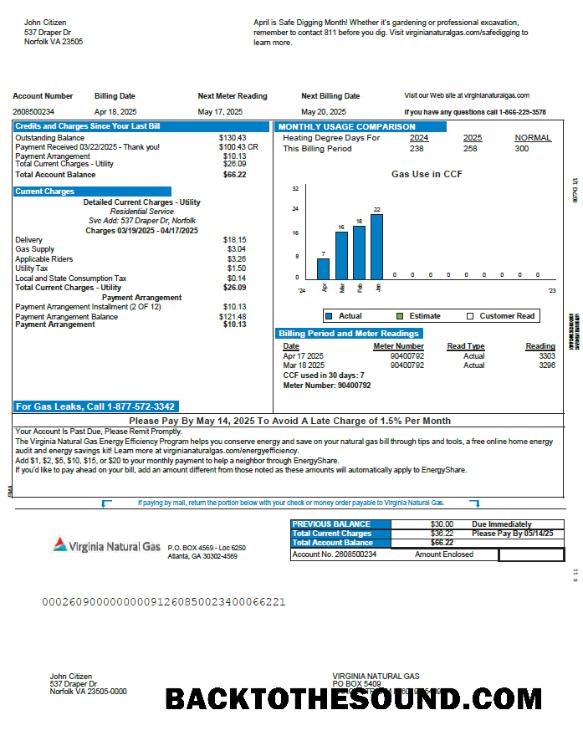 John Citizen
537 Draper Dr
Norfolk VA 23505
April is Safe Digging Month! Whether it's gardening or professional excavation,
remember to contact 811 before you dig. Visit virginianaturalgas.com/safedigging to
learn more.
Account Number Billing Date Next Meter Reading Next Billing Date Visit our Web site at virginianaturalgas.com
2608500234 Apr 18, 2025 May 17, 2025 May 20, 2025 If you have any questions call 1-866-229-3578
Credits and Charges Since Your Last Bill
Outstanding Balance $130.43
Payment Received 03/22/2025 - Thank you! $100.43 CR
Payment Arrangement $10.13
Total Current Charges - Utility $26.09
Total Account Balance $66.22
Current Charges
Detailed Current Charges - Utility
Residential Service
Svc Add: 537 Draper Dr, Norfolk
Charges 03/19/2025 - 04/17/2025
Delivery $18.15
Gas Supply $3.04
Applicable Riders $3.26
Utility Tax $1.50
Local and State Consumption Tax $0.14
Total Current Charges - Utility $26.09
Payment Arrangement
Payment Arrangement Installment (2 OF 12) $10.13
Payment Arrangement Balance $121.48
Payment Arrangement $10.13
For Gas Leaks, Call 1-877-572-3342
MONTHLY USAGE COMPARISON
Heating Degree Days For 2024 2025 NORMAL
This Billing Period 238 258 300
Gas Use in CCF
32
24
16
8
0
7 16 18 22 0 0 0 0 0 0 0 0
'24 Apr Mar Feb Jan '23
Actual Estimate Customer Read
Billing Period and Meter Readings
Date Meter Number Read Type Reading
Apr 17 2025 90400792 Actual 3303
Mar 18 2025 90400792 Actual 3296
CCF used in 30 days: 7
Meter Number: 90400792
Please Pay By May 14, 2025 To Avoid A Late Charge of 1.5% Per Month
Your Account Is Past Due, Please Remit Promptly.
The Virginia Natural Gas Energy Efficiency Program helps you conserve energy and save on your natural gas bill through tips and tools, a free online home energy
audit and energy savings kit! Learn more at virginianaturalgas.com/energyefficiency.
Add $1, $2, $5, $10, $15, or $20 to your monthly payment to help a neighbor through EnergyShare.
If you'd like to pay ahead on your bill, add an amount different from those noted as these amounts will automatically apply to EnergyShare.
If paying by mail, return the portion below with your check or money order payable to Virginia Natural Gas.
Virginia Natural Gas
P.O. BOX 4569 - Loc 6250
Atlanta, GA 30302-4569
PREVIOUS BALANCE $30.00 Due Immediately
Total Current Charges $36.22 Please Pay By 05/14/25
Total Account Balance $66.22
Account No. 2608500234 Amount Enclosed
00026090000000009126085002340006​6221
John Citizen
537 Draper Dr
Norfolk VA 23505-0000
VIRGINIA NATURAL GAS
PO BOX 5409
BACKTOTHESOUND.COM